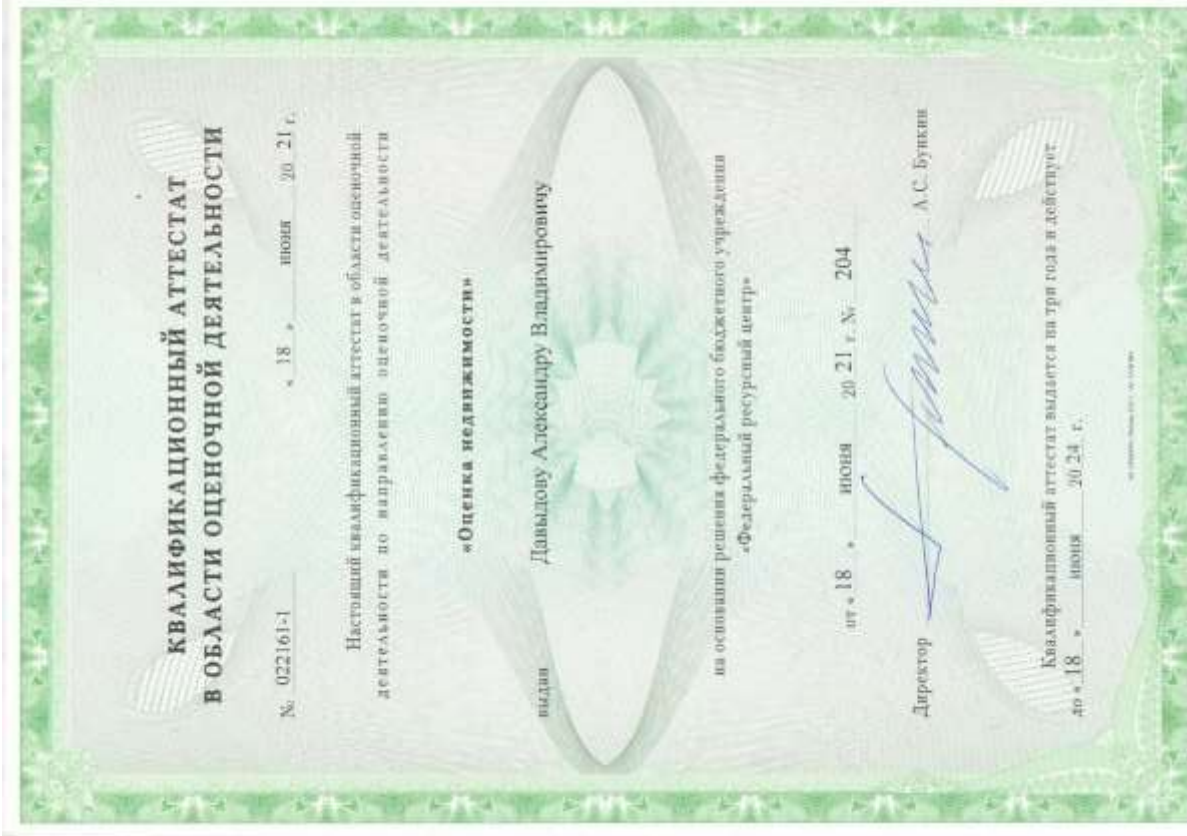 КВАЛИФИКАЦИОННЫЙ АТТЕСТАТ
В ОБЛАСТИ ОЦЕНОЧНОЙ ДЕЯТЕЛЬНОСТИ
№ 022161-1 « 18 » июня 20 21 г.
Настоящий квалификационный аттестат в области оценочной
деятельности по направлению оценочной деятельности
«Оценка недвижимости»
выдан Давыдову Александру Владимировичу
на основании решения федерального бюджетного учреждения
«Федеральный ресурсный центр»
от « 18 » июня 20 21 г. № 204
Директор А.С. Бункин
Квалификационный аттестат выдается на три года и действует
до « 18 » июня 20 24 г.